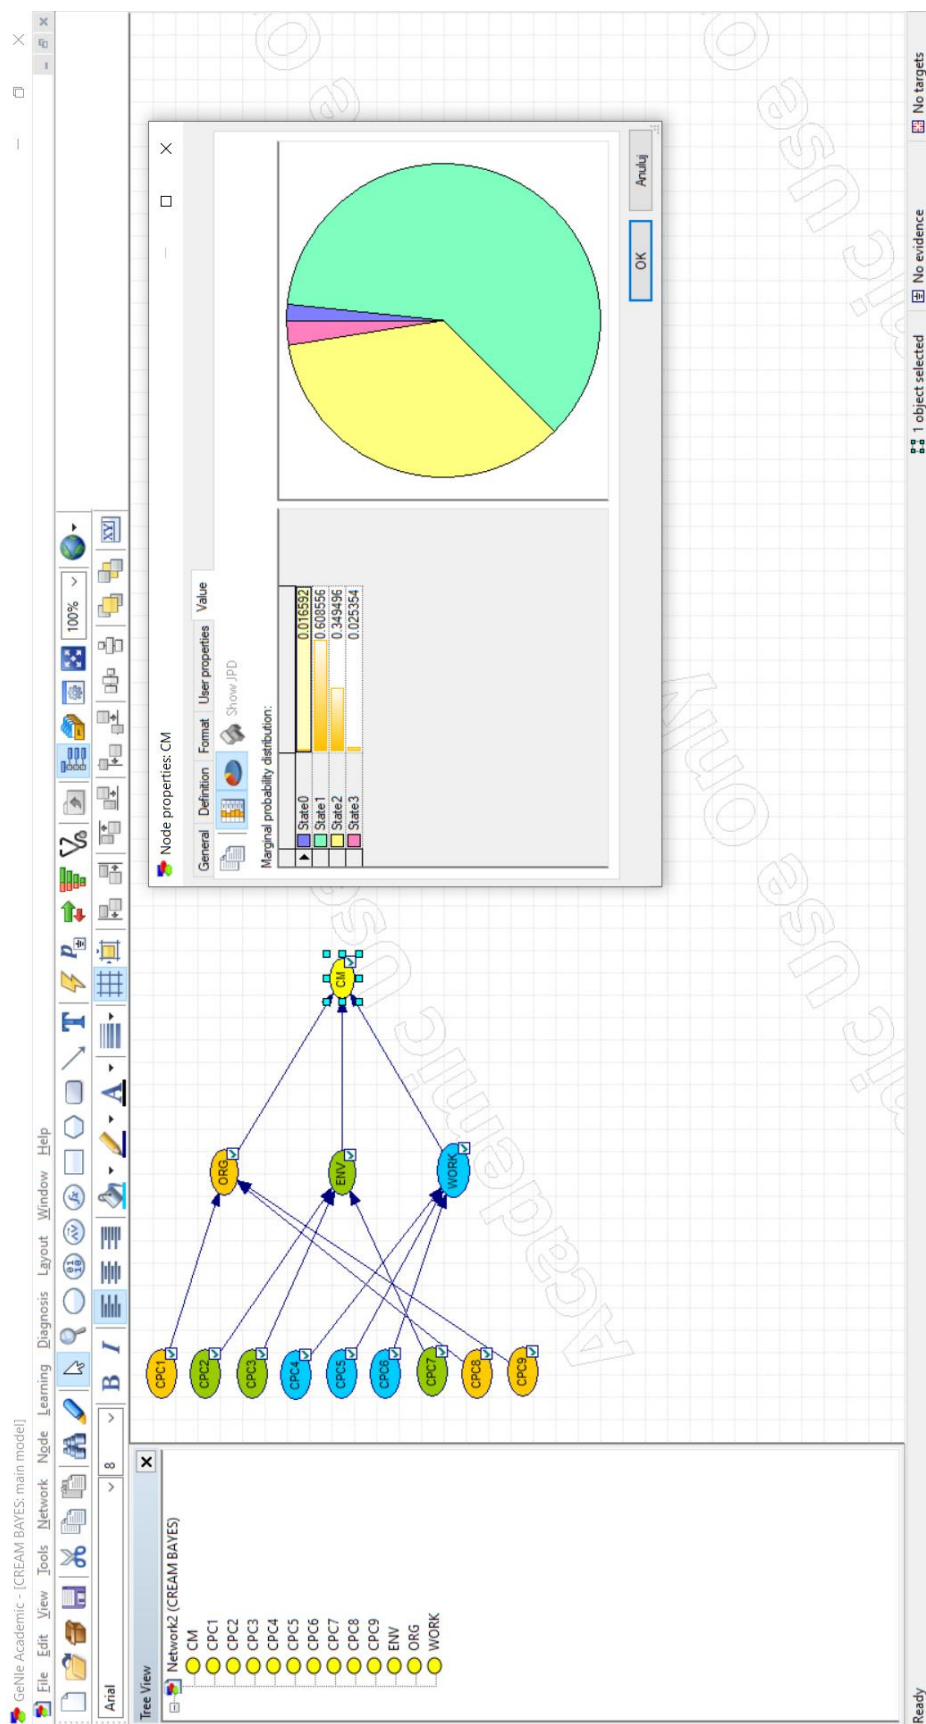 GeNIe Academic - [CREAM BAYES: main model]
File Edit View Tools Network Node Learning Diagnosis Layout Window Help
100%
Arial 8 B I A XY
Tree View
Network2 (CREAM BAYES)
CM
CPC1
CPC2
CPC3
CPC4
CPC5
CPC6
CPC7
CPC8
CPC9
ENV
ORG
WORK
CPC1
CPC2
CPC3
CPC4
CPC5
CPC6
CPC7
CPC8
CPC9
ORG
ENV
WORK
CM
Node properties: CM
General Definition Format User properties Value
Show JPD
Marginal probability distribution:
State0 0.016592
State1 0.608556
State2 0.349496
State3 0.025354
OK Anuluj
Academic Use Only
Ready 1 object selected No evidence No targets